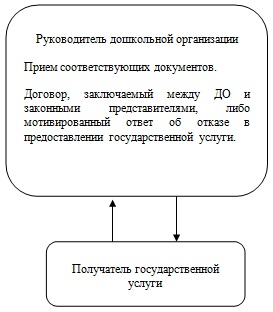 Руководитель дошкольной организации
Прием соответствующих документов.
Договор, заключаемый между ДО и
законными представителями, либо
мотивированный ответ об отказе в
предоставлении государственной услуги.
Получатель государственной
услуги